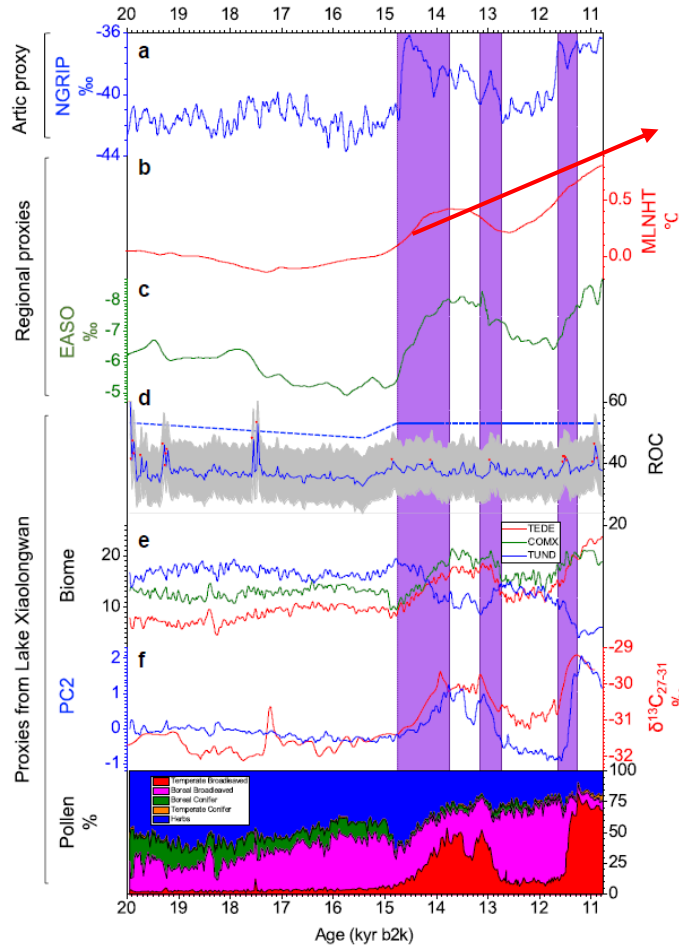 20 19 18 17 16 15 14 13 12 11
Artic proxy
NGRIP
‰
-36
-40
-44
a
Regional proxies
b
0.5
0.0
MLNHT
℃
c
EASO
‰
-8
-7
-6
-5
Proxies from Lake Xiaolongwan
d
60
40
20
ROC
e
Biome
20
10
TEDE
COMX
TUND
f
PC2
2
1
0
-1
-29
-30
-31
-32
δ¹³C₂₇₋₃₁
‰
Pollen
%
Temperate Broadleaved
Boreal Broadleaved
Boreal Conifer
Temperate Conifer
Herbs
100
75
50
25
0
20 19 18 17 16 15 14 13 12 11
Age (kyr b2k)